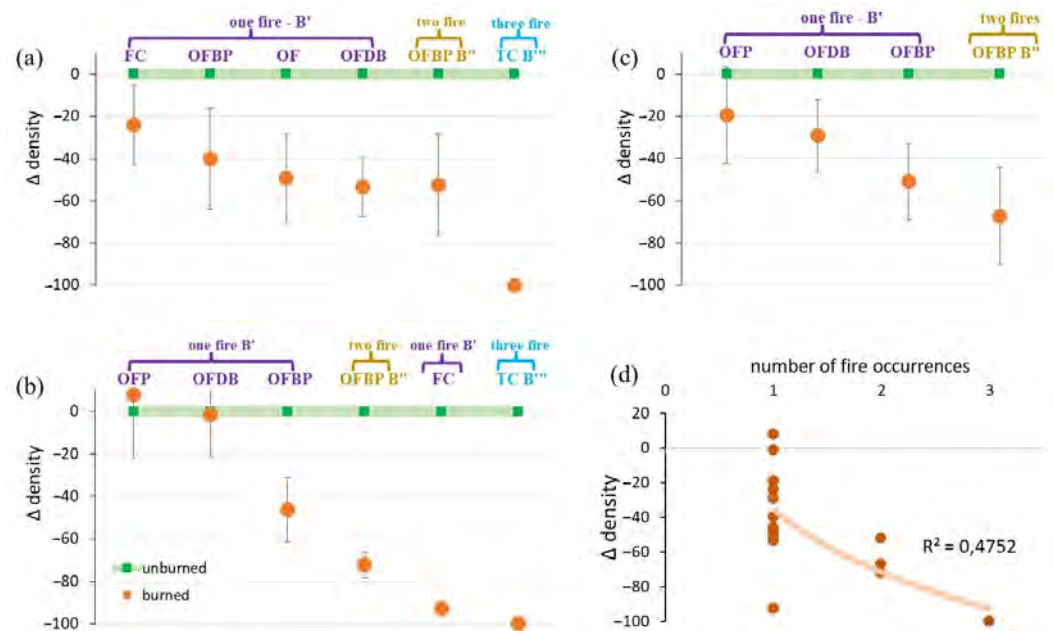 one fire - B'
two fire
three fire
(a)
FC
OFBP
OF
OFDB
OFBP B"
TC B'"
0
−20
−40
−60
−80
−100
Δ density
one fire - B'
two fires
(c)
OFP
OFDB
OFBP
OFBP B"
0
−20
−40
−60
−80
−100
Δ density
one fire B'
two fire
one fire B'
three fire
(b)
OFP
OFDB
OFBP
OFBP B"
FC
TC B'"
0
−20
−40
−60
−80
−100
Δ density
unburned
burned
(d)
number of fire occurrences
0
1
2
3
20
0
−20
−40
−60
−80
−100
Δ density
R² = 0,4752